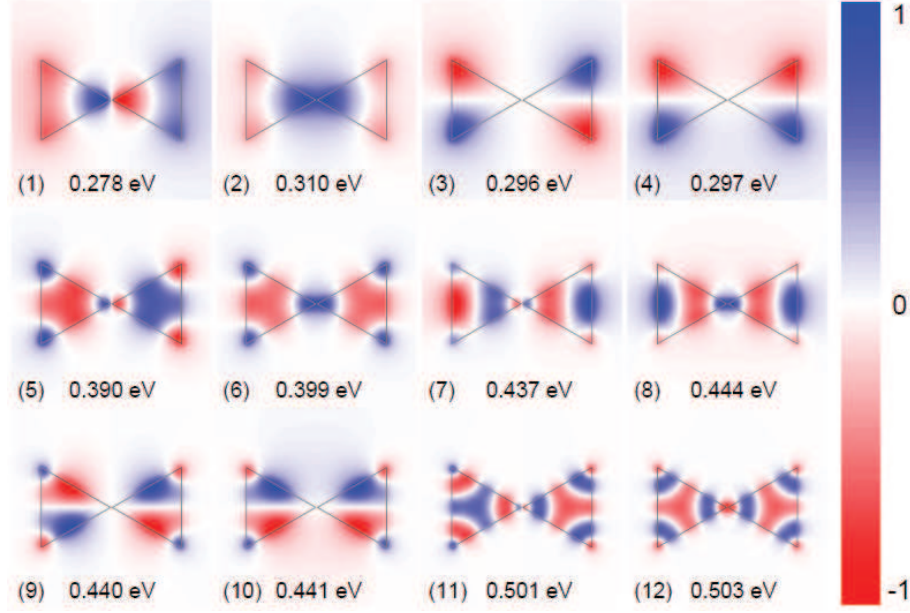 1
(1) 0.278 eV (2) 0.310 eV (3) 0.296 eV (4) 0.297 eV
0
(5) 0.390 eV (6) 0.399 eV (7) 0.437 eV (8) 0.444 eV
(9) 0.440 eV (10) 0.441 eV (11) 0.501 eV (12) 0.503 eV
-1